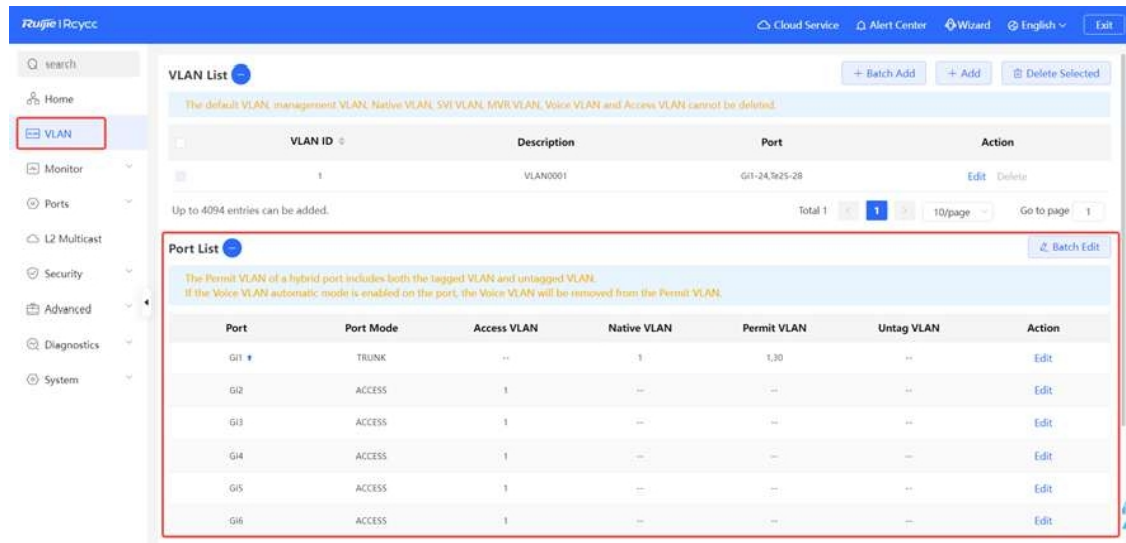 Ruijie | Rcycc
Cloud Service Alert Center Wizard English Exit
search
Home
VLAN
Monitor
Ports
L2 Multicast
Security
Advanced
Diagnostics
System
VLAN List
+ Batch Add + Add Delete Selected
The default VLAN, management VLAN, Native VLAN, SVI VLAN, MVR VLAN, Voice VLAN and Access VLAN cannot be deleted.
VLAN ID Description Port Action
1 VLAN0001 Gi1-24,Te25-28 Edit Delete
Up to 4094 entries can be added. Total 1 < 1 > 10/page Go to page 1
Port List
Batch Edit
The Permit VLAN of a hybrid port includes both the tagged VLAN and untagged VLAN.
If the Voice VLAN automatic mode is enabled on the port, the Voice VLAN will be removed from the Permit VLAN.
Port Port Mode Access VLAN Native VLAN Permit VLAN Untag VLAN Action
Gi1 TRUNK -- 1 1,30 -- Edit
Gi2 ACCESS 1 -- -- -- Edit
Gi3 ACCESS 1 -- -- -- Edit
Gi4 ACCESS 1 -- -- -- Edit
Gi5 ACCESS 1 -- -- -- Edit
Gi6 ACCESS 1 -- -- -- Edit